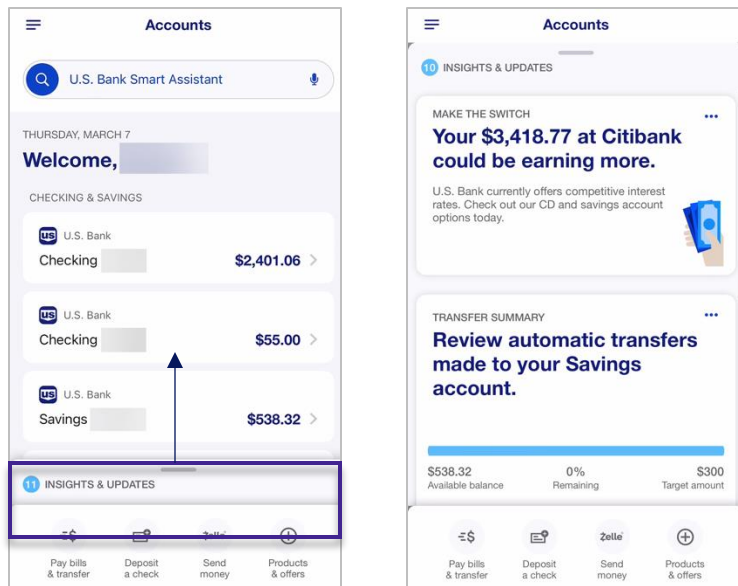 Accounts
U.S. Bank Smart Assistant
THURSDAY, MARCH 7
Welcome,
CHECKING & SAVINGS
us U.S. Bank
Checking $2,401.06
us U.S. Bank
Checking $55.00
us U.S. Bank
Savings $538.32
11 INSIGHTS & UPDATES
Zelle
Pay bills & transfer
Deposit a check
Send money
Products & offers
Accounts
10 INSIGHTS & UPDATES
MAKE THE SWITCH
Your $3,418.77 at Citibank
could be earning more.
U.S. Bank currently offers competitive interest
rates. Check out our CD and savings account
options today.
TRANSFER SUMMARY
Review automatic transfers
made to your Savings
account.
$538.32 0% $300
Available balance Remaining Target amount
Zelle
Pay bills & transfer
Deposit a check
Send money
Products & offers